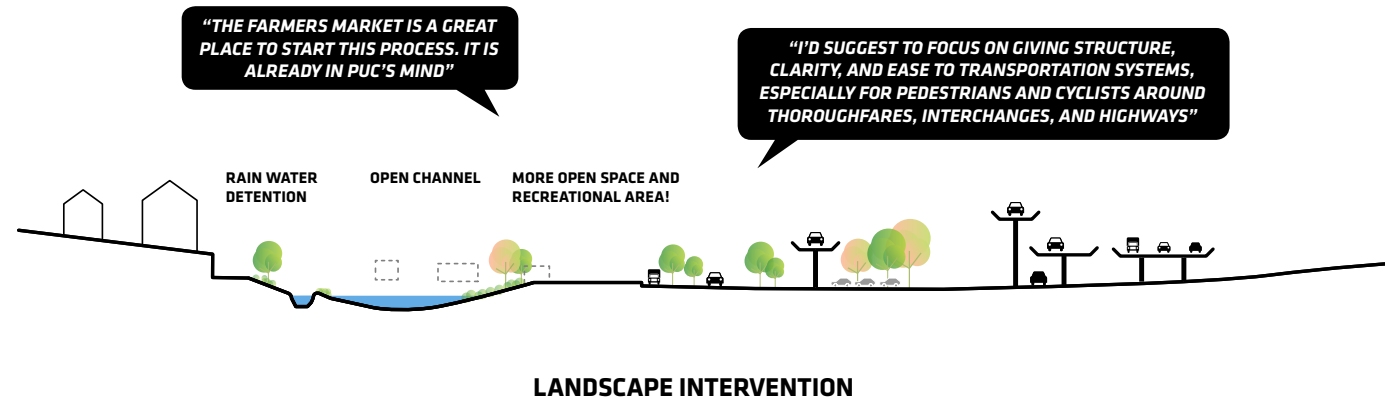 “THE FARMERS MARKET IS A GREAT
PLACE TO START THIS PROCESS. IT IS
ALREADY IN PUC’S MIND”
“I’D SUGGEST TO FOCUS ON GIVING STRUCTURE,
CLARITY, AND EASE TO TRANSPORTATION SYSTEMS,
ESPECIALLY FOR PEDESTRIANS AND CYCLISTS AROUND
THOROUGHFARES, INTERCHANGES, AND HIGHWAYS”
RAIN WATER
DETENTION
OPEN CHANNEL
MORE OPEN SPACE AND
RECREATIONAL AREA!
LANDSCAPE INTERVENTION